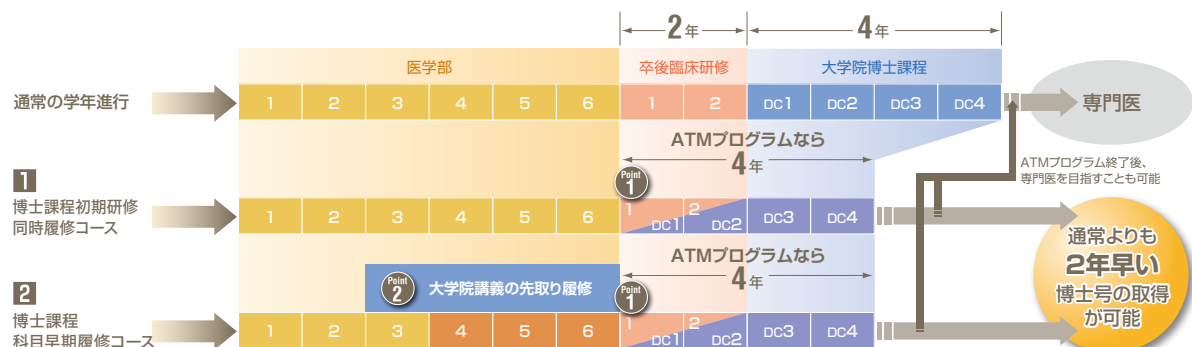 2年
4年
医学部
卒後臨床研修
大学院博士課程
通常の学年進行
1 2 3 4 5 6 1 2 DC1 DC2 DC3 DC4
専門医
ATMプログラムなら
4年
ATMプログラム終了後、
専門医を目指すことも可能
1
博士課程初期研修
同時履修コース
Point
1
1 2 3 4 5 6 1 DC1 2 DC2 DC3 DC4
通常よりも
2年早い
博士号の取得
が可能
ATMプログラムなら
4年
2
博士課程
科目早期履修コース
Point
2
大学院講義の先取り履修
Point
1
1 2 3 4 5 6 1 DC1 2 DC2 DC3 DC4